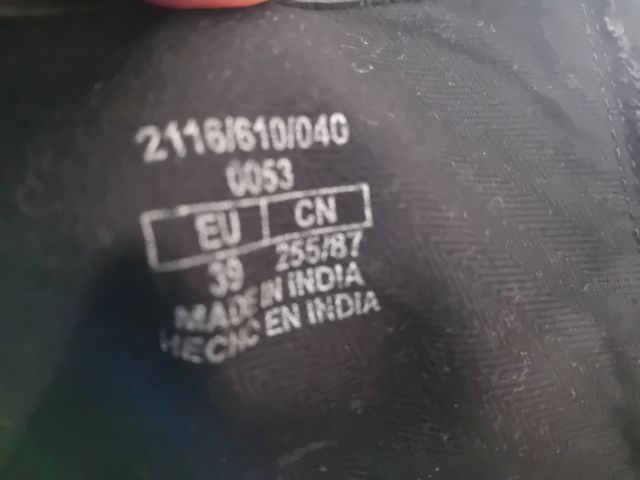 2116/610/040
0053
EU CN
39 255/87
MADE IN INDIA
HECHO EN INDIA